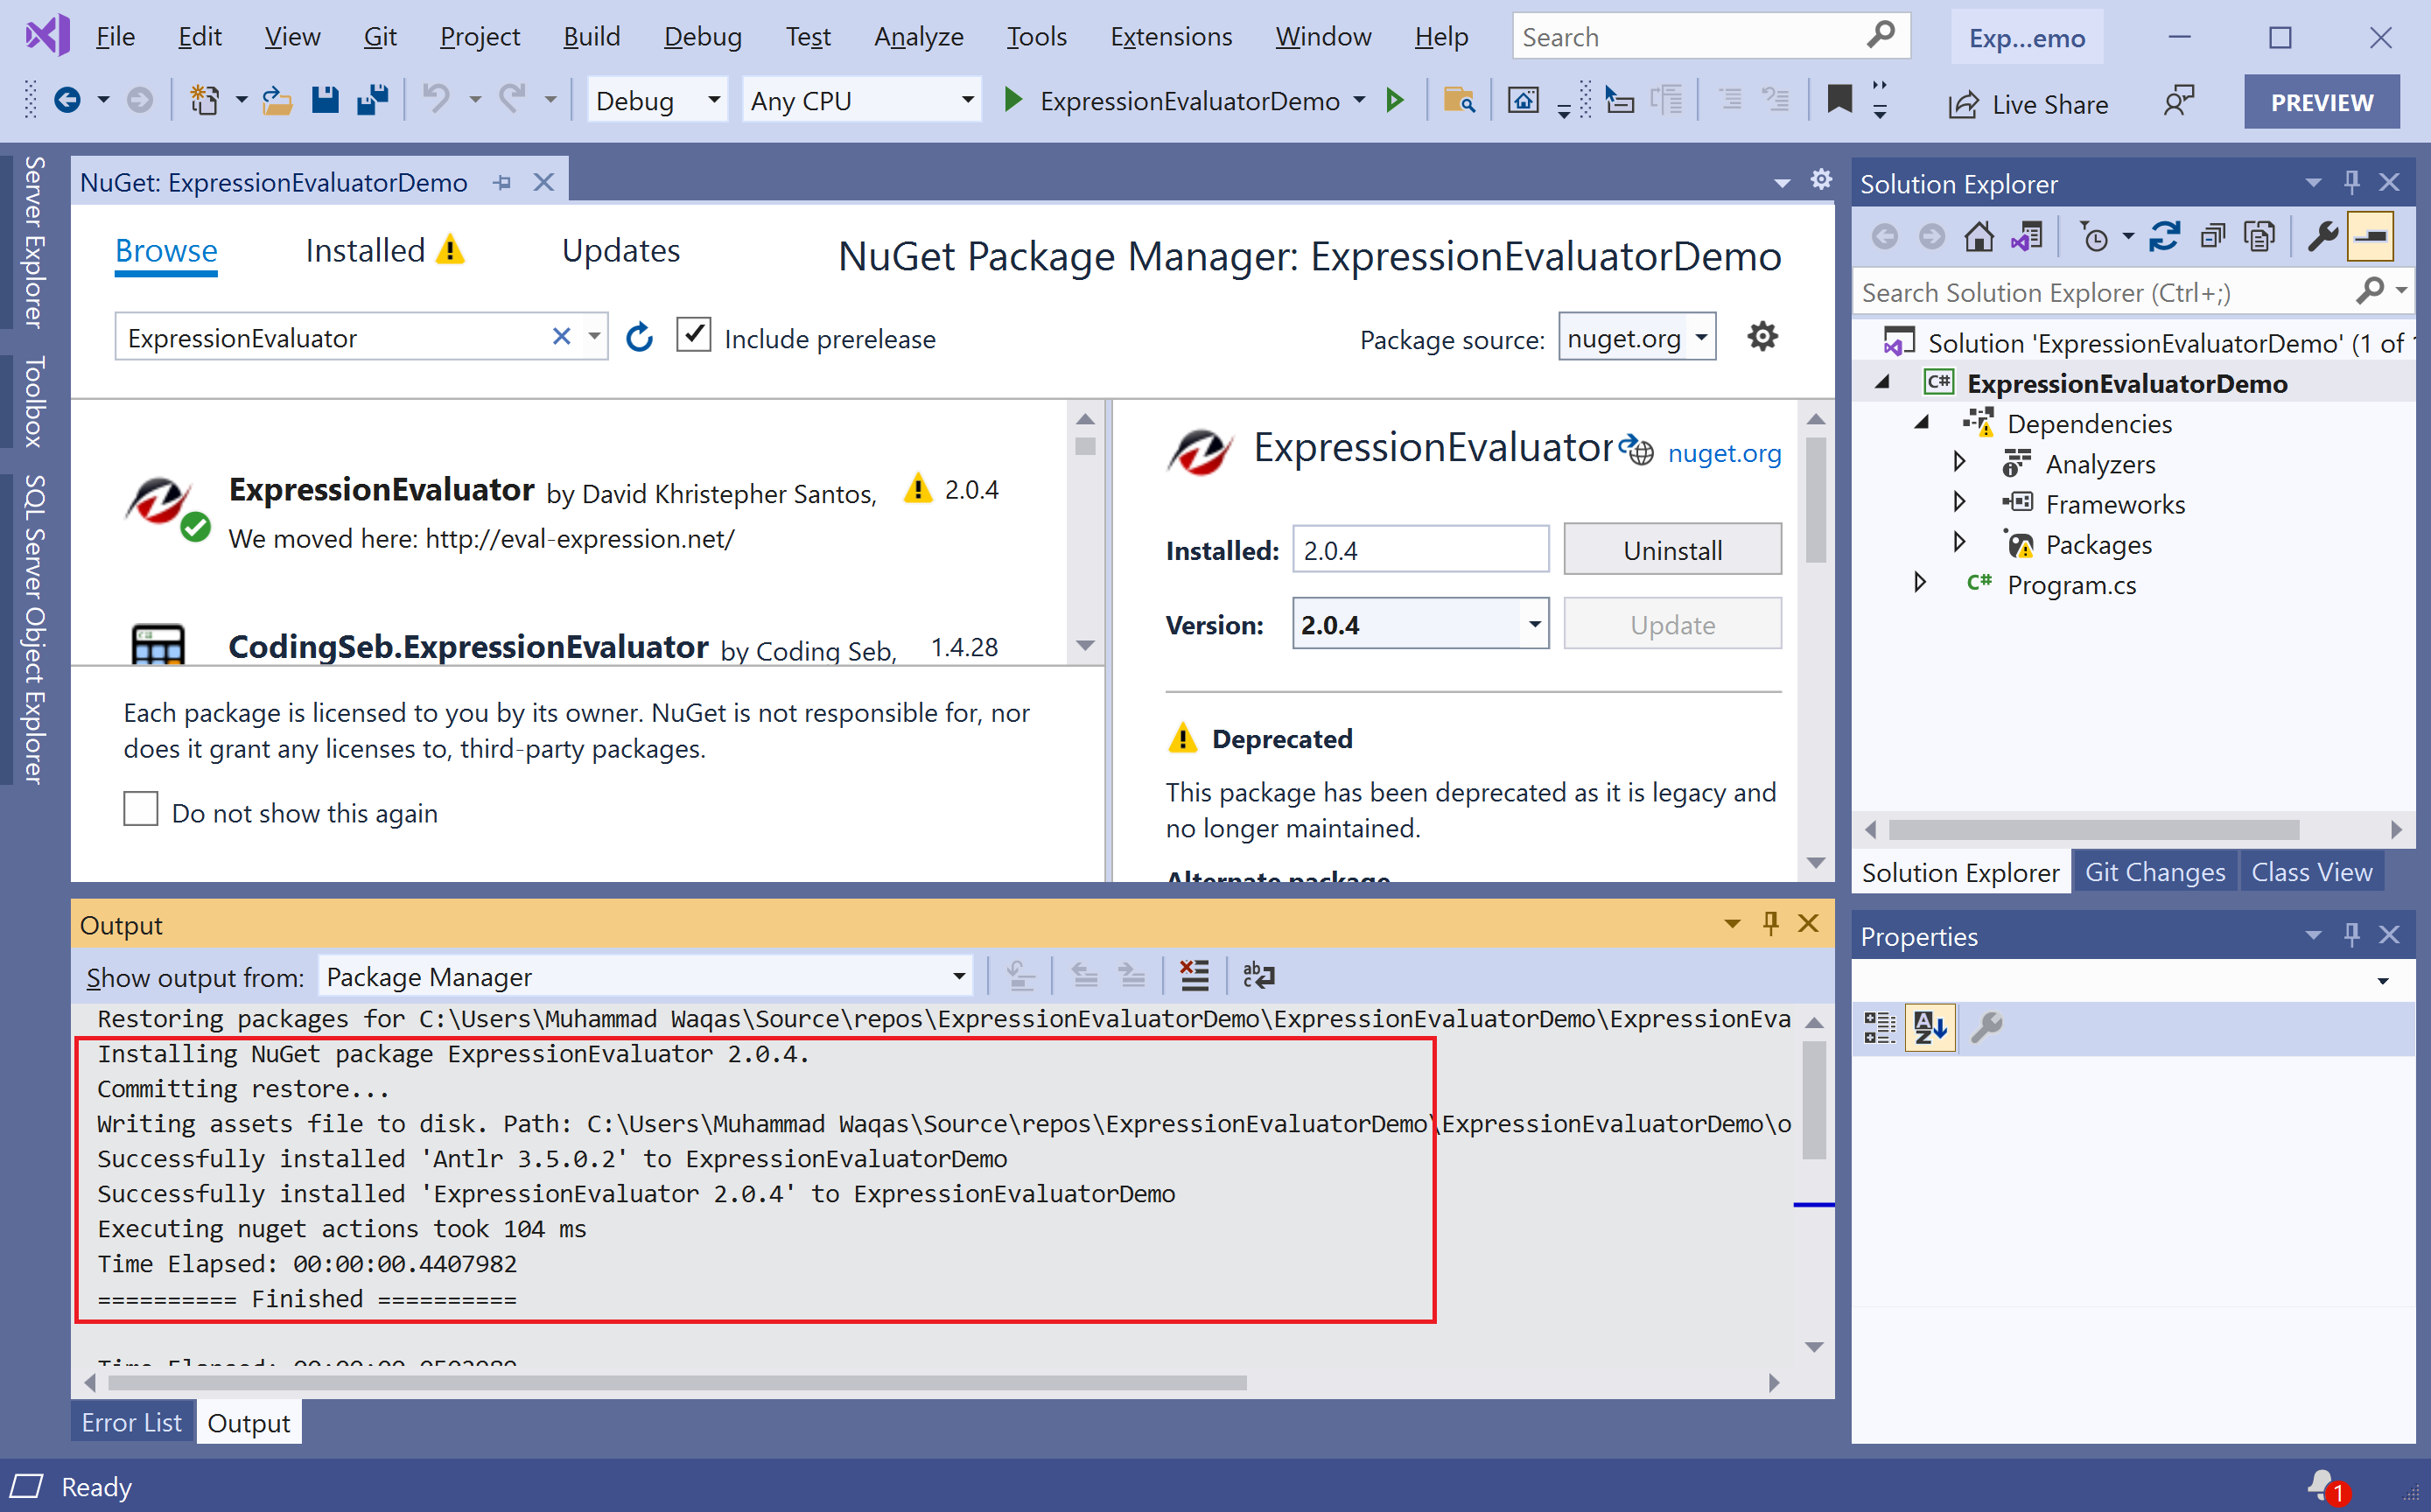 File Edit View Git Project Build Debug Test Analyze Tools Extensions Window Help Search Exp...emo
Debug Any CPU ExpressionEvaluatorDemo Live Share PREVIEW
Server Explorer
Toolbox
SQL Server Object Explorer
NuGet: ExpressionEvaluatorDemo
Browse Installed Updates NuGet Package Manager: ExpressionEvaluatorDemo
ExpressionEvaluator Include prerelease Package source: nuget.org
ExpressionEvaluator by David Khristepher Santos, 2.0.4
We moved here: http://eval-expression.net/
CodingSeb.ExpressionEvaluator by Coding Seb, 1.4.28
Each package is licensed to you by its owner. NuGet is not responsible for, nor
does it grant any licenses to, third-party packages.
Do not show this again
ExpressionEvaluator nuget.org
Installed: 2.0.4 Uninstall
Version: 2.0.4 Update
Deprecated
This package has been deprecated as it is legacy and
no longer maintained.
Alternate package
Solution Explorer
Search Solution Explorer (Ctrl+;)
Solution 'ExpressionEvaluatorDemo' (1 of
C# ExpressionEvaluatorDemo
Dependencies
Analyzers
Frameworks
Packages
C# Program.cs
Solution Explorer Git Changes Class View
Output
Show output from: Package Manager
Restoring packages for C:\Users\Muhammad Waqas\Source\repos\ExpressionEvaluatorDemo\ExpressionEvaluatorDemo\ExpressionEva
Installing NuGet package ExpressionEvaluator 2.0.4.
Committing restore...
Writing assets file to disk. Path: C:\Users\Muhammad Waqas\Source\repos\ExpressionEvaluatorDemo\ExpressionEvaluatorDemo\o
Successfully installed 'Antlr 3.5.0.2' to ExpressionEvaluatorDemo
Successfully installed 'ExpressionEvaluator 2.0.4' to ExpressionEvaluatorDemo
Executing nuget actions took 104 ms
Time Elapsed: 00:00:00.4407982
========== Finished ==========
Time Elapsed:
Error List Output
Properties
Ready
1